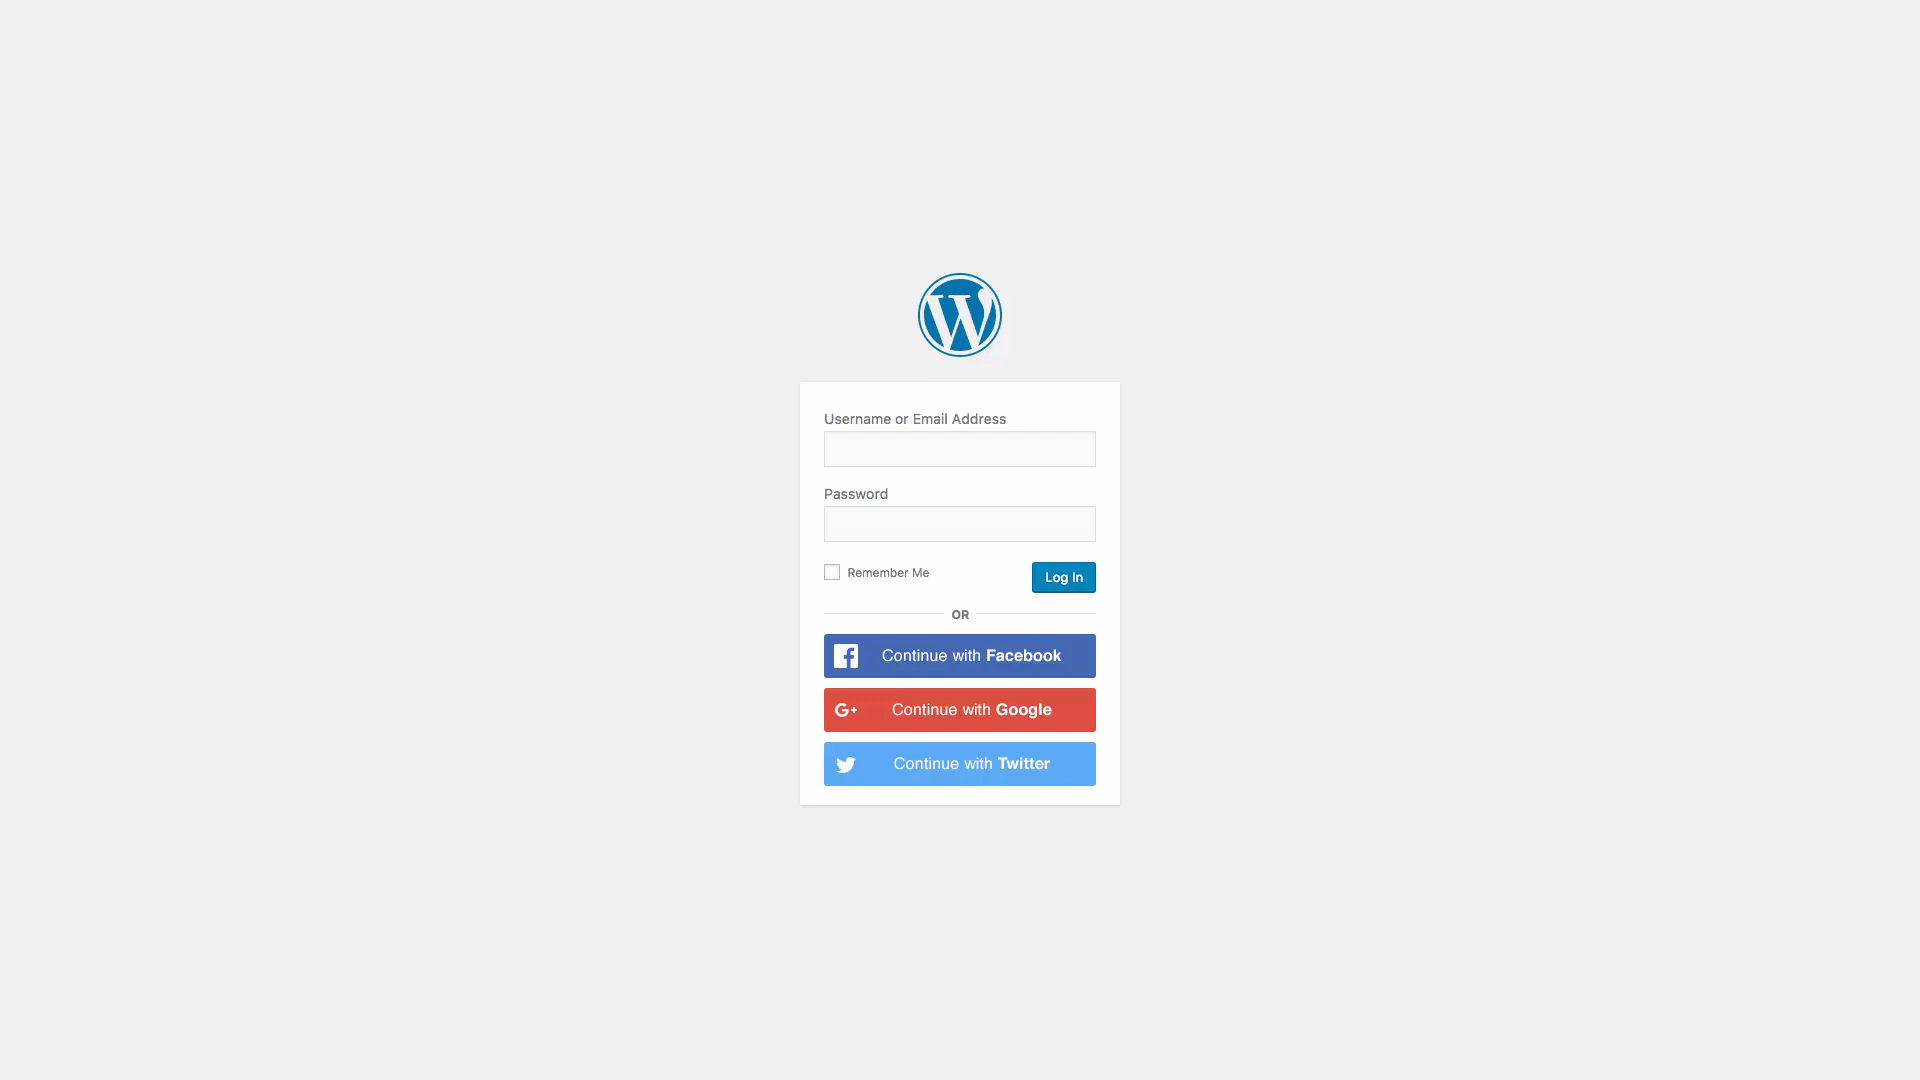 Username or Email Address
Password
Remember Me
Log In
OR
Continue with Facebook
Continue with Google
Continue with Twitter